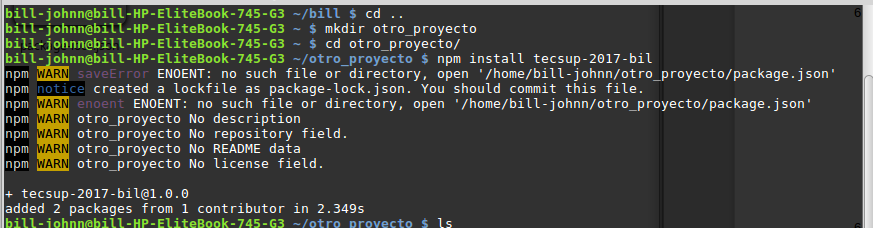 bill-johnn@bill-HP-EliteBook-745-G3 ~/bill $ cd ..
bill-johnn@bill-HP-EliteBook-745-G3 ~ $ mkdir otro_proyecto
bill-johnn@bill-HP-EliteBook-745-G3 ~ $ cd otro_proyecto/
bill-johnn@bill-HP-EliteBook-745-G3 ~/otro_proyecto $ npm install tecsup-2017-bil
npm WARN saveError ENOENT: no such file or directory, open '/home/bill-johnn/otro_proyecto/package.json'
npm notice created a lockfile as package-lock.json. You should commit this file.
npm WARN enoent ENOENT: no such file or directory, open '/home/bill-johnn/otro_proyecto/package.json'
npm WARN otro_proyecto No description
npm WARN otro_proyecto No repository field.
npm WARN otro_proyecto No README data
npm WARN otro_proyecto No license field.
+ tecsup-2017-bil@1.0.0
added 2 packages from 1 contributor in 2.349s
bill-johnn@bill-HP-EliteBook-745-G3 ~/otro_proyecto $ ls